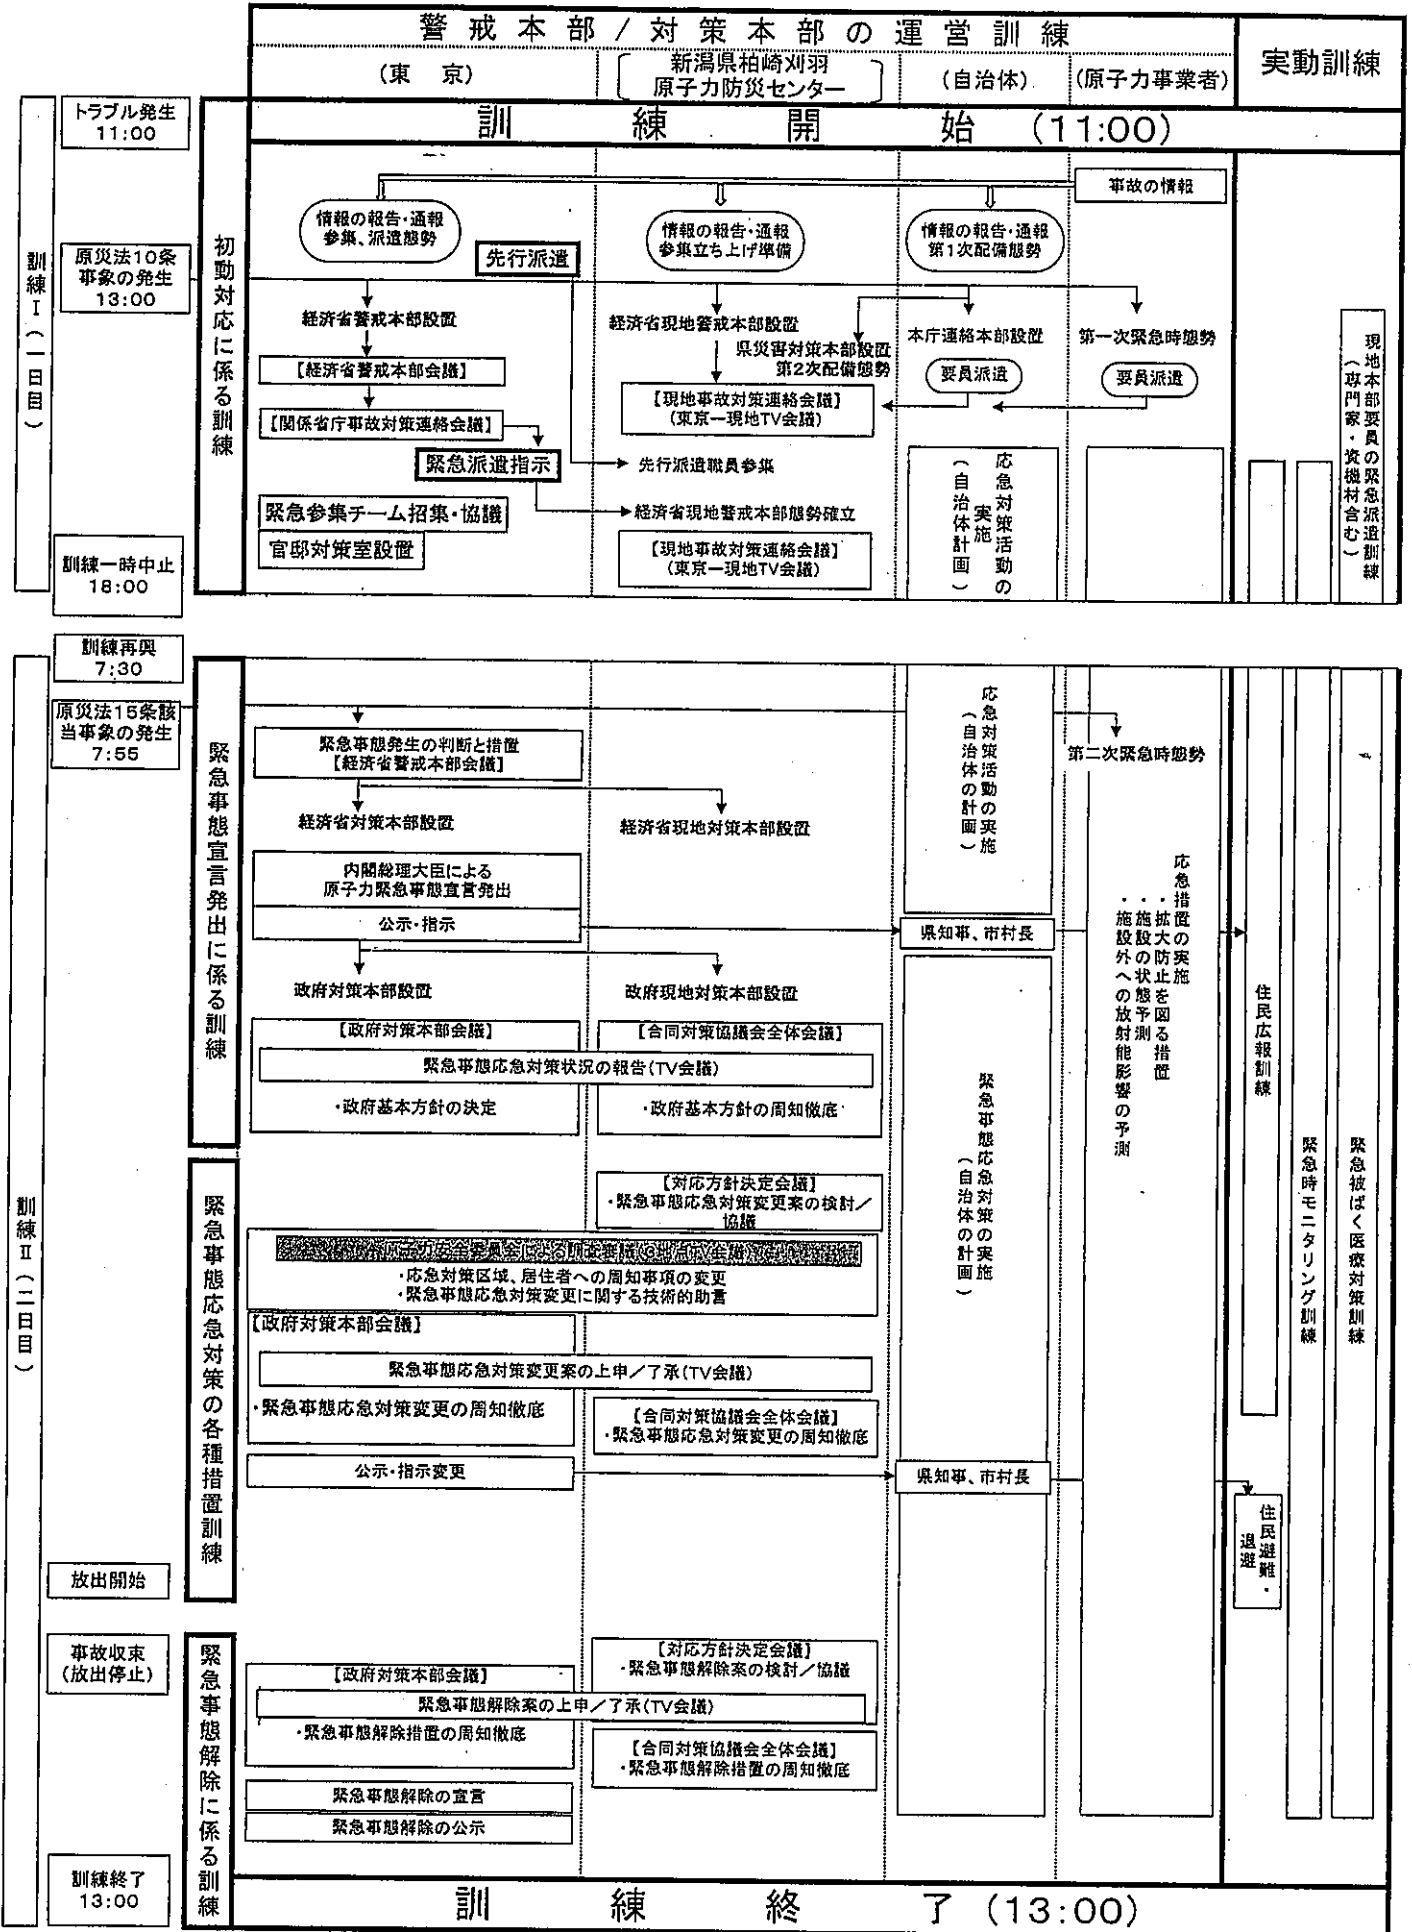 警戒本部/対策本部の運営訓練
実動訓練
(東 京)
新潟県柏崎刈羽
原子力防災センター
(自治体)
(原子力事業者)
トラブル発生
11:00
訓練開始 (11:00)
訓練Ⅰ(一日目)
初動対応に係る訓練
事故の情報
情報の報告・通報
参集、派遣態勢
情報の報告・通報
参集立ち上げ準備
情報の報告・通報
第1次配備態勢
先行派遣
原災法10条
事象の発生
13:00
経済省警戒本部設置
経済省現地警戒本部設置
県災害対策本部設置
第2次配備態勢
本庁連絡本部設置
第一次緊急時態勢
【経済省警戒本部会議】
要員派遣
要員派遣
【現地事故対策連絡会議】
(東京ー現地TV会議)
【関係省庁事故対策連絡会議】
緊急派遣指示
先行派遣職員参集
緊急参集チーム招集・協議
経済省現地警戒本部態勢確立
官邸対策室設置
【現地事故対策連絡会議】
(東京ー現地TV会議)
応急対策活動の
実施
(自治体計画)
現地本部要員の緊急派遣訓練
(専門家・資機材含む)
訓練一時中止
18:00
訓練再興
7:30
訓練Ⅱ(二日目)
原災法15条該
当事象の発生
7:55
緊急事態宣言発出に係る訓練
緊急事態発生の判断と措置
【経済省警戒本部会議】
応急対策活動の実施
(自治体の計画)
第二次緊急時態勢
経済省対策本部設置
経済省現地対策本部設置
内閣総理大臣による
原子力緊急事態宣言発出
公示・指示
県知事、市村長
応急措置の実施
・拡大防止を図る措置
・施設の状態予測
・施設外への放射能影響の予測
政府対策本部設置
政府現地対策本部設置
【政府対策本部会議】
【合同対策協議会全体会議】
緊急事態応急対策状況の報告(TV会議)
・政府基本方針の決定
・政府基本方針の周知徹底
緊急事態応急対策の実施
(自治体の計画)
住民広報訓練
緊急時モニタリング訓練
緊急被ばく医療対策訓練
緊急事態応急対策の各種措置訓練
【対応方針決定会議】
・緊急事態応急対策変更案の検討/
協議
・応急対策区域、居住者への周知事項の変更
・緊急事態応急対策変更に関する技術的助言
【政府対策本部会議】
緊急事態応急対策変更案の上申/了承(TV会議)
・緊急事態応急対策変更の周知徹底
【合同対策協議会全体会議】
・緊急事態応急対策変更の周知徹底
公示・指示変更
県知事、市村長
住民避難・
退避
放出開始
事故収束
(放出停止)
緊急事態解除に係る訓練
【対応方針決定会議】
・緊急事態解除案の検討/協議
【政府対策本部会議】
緊急事態解除案の上申/了承(TV会議)
・緊急事態解除措置の周知徹底
【合同対策協議会全体会議】
・緊急事態解除措置の周知徹底
緊急事態解除の宣言
緊急事態解除の公示
訓練終了
13:00
訓練終了 (13:00)